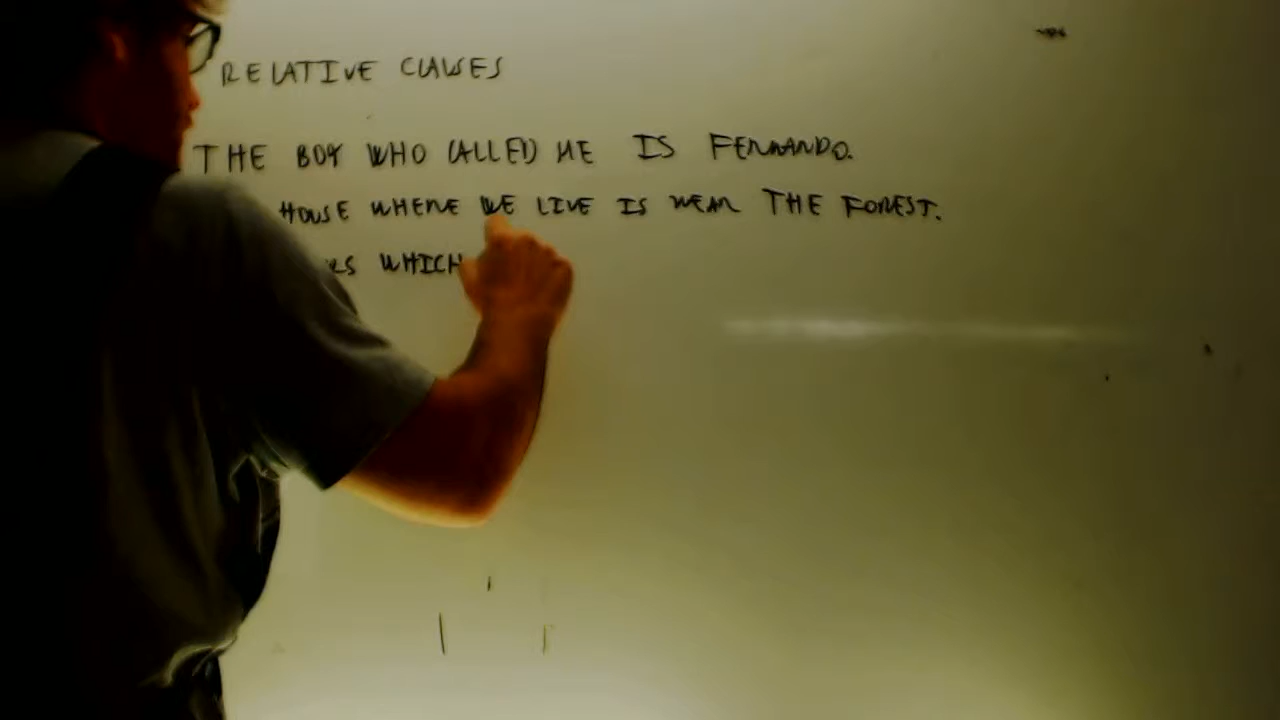 RELATIVE CLAUSES
THE BOY WHO CALLED ME IS FERNANDO.
HOUSE WHERE WE LIVE IS NEAR THE FOREST.
WHICH